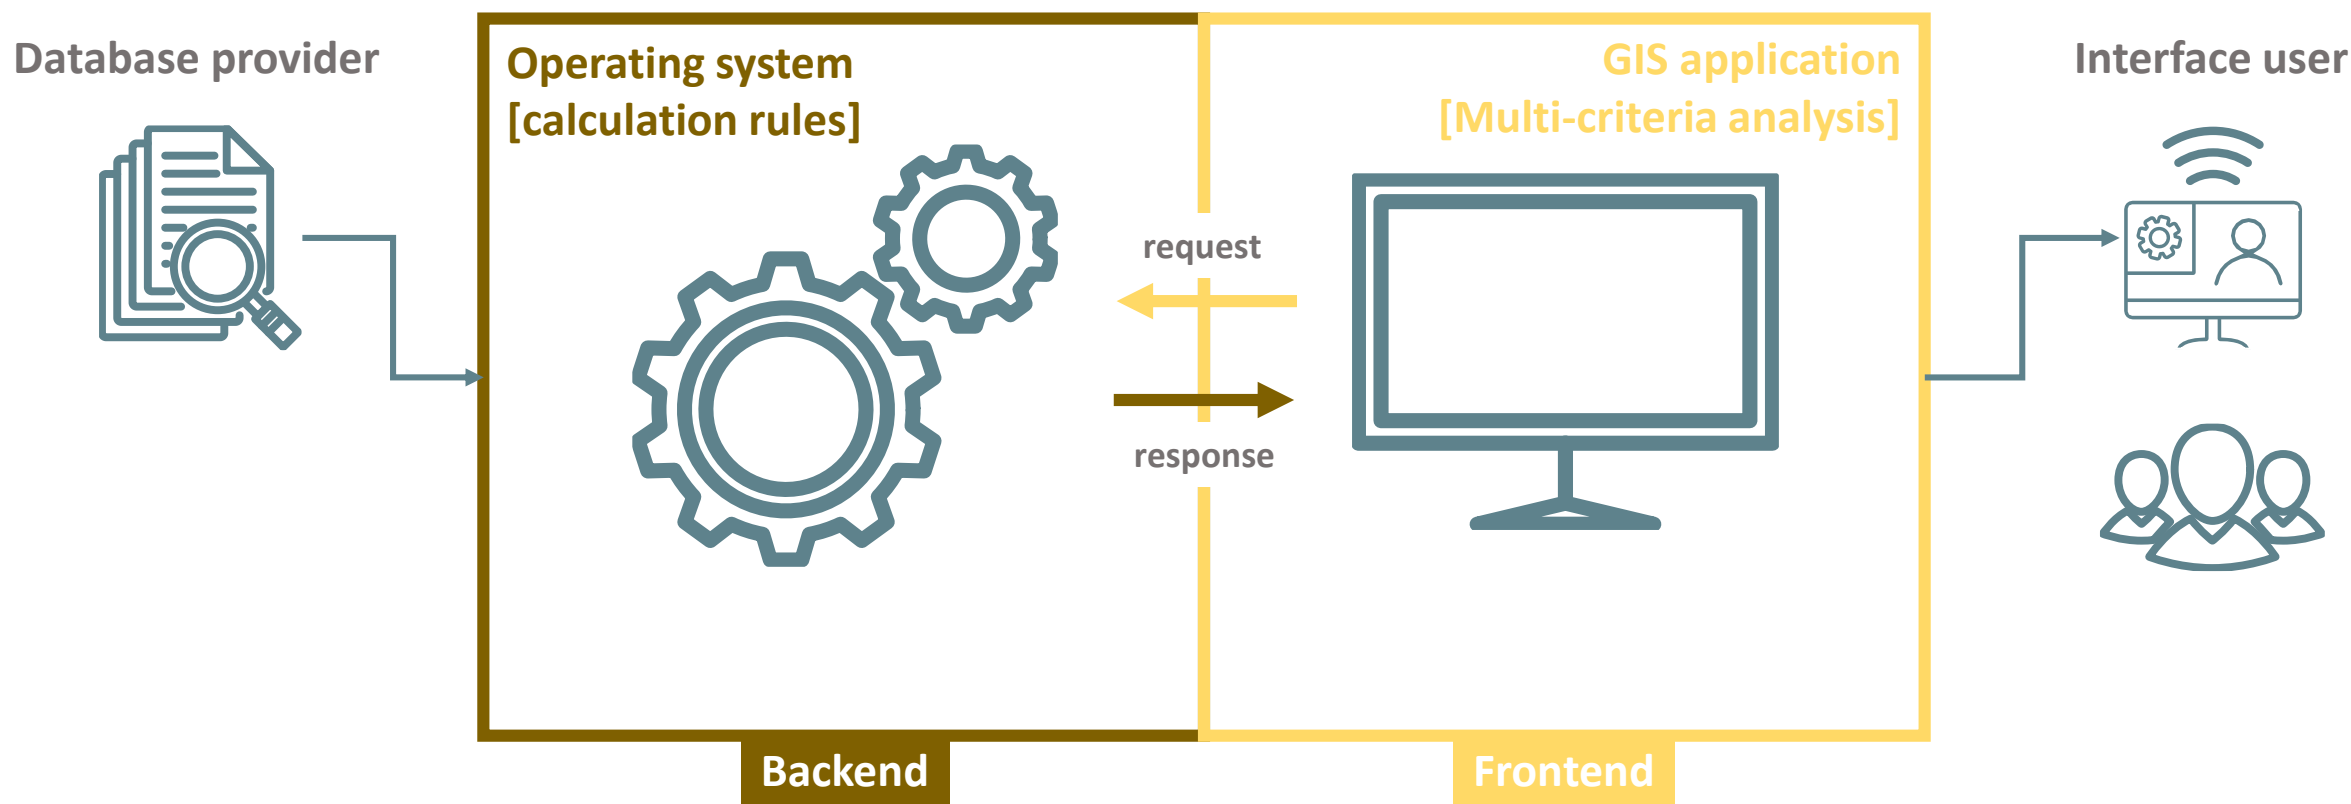 Database provider
Operating system
[calculation rules]
GIS application
[Multi-criteria analysis]
Interface user
request
response
Backend
Frontend